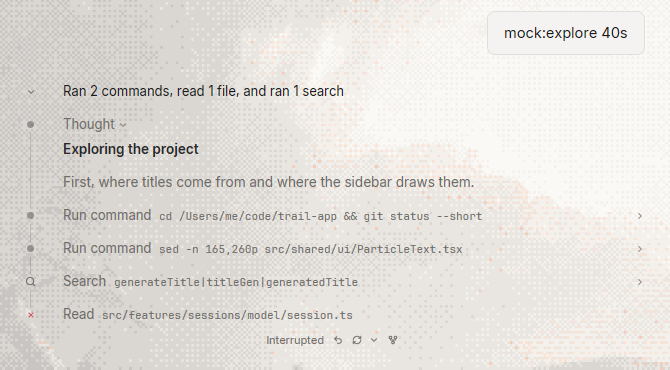 mock:explore 40s
Ran 2 commands, read 1 file, and ran 1 search
Thought
Exploring the project
First, where titles come from and where the sidebar draws them.
Run command cd /Users/me/code/trail-app && git status --short
Run command sed -n 165,260p src/shared/ui/ParticleText.tsx
Search generateTitle|titleGen|generatedTitle
Read src/features/sessions/model/session.ts
Interrupted